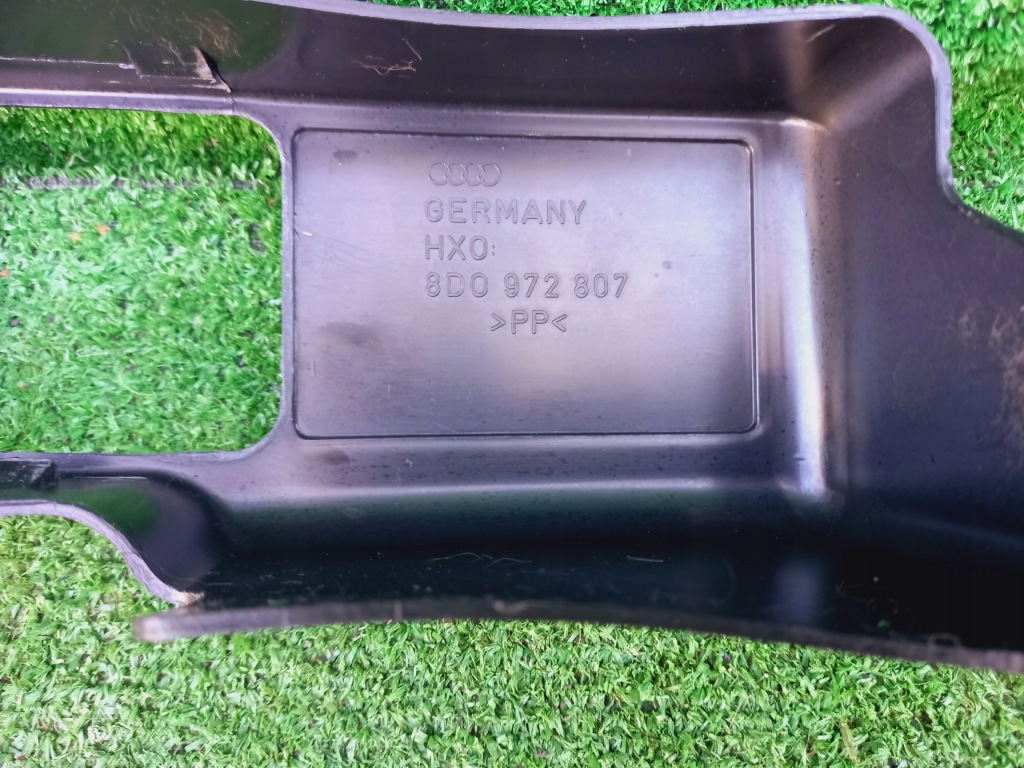 GERMANY
HXO:
8D0 972 807
>PP<